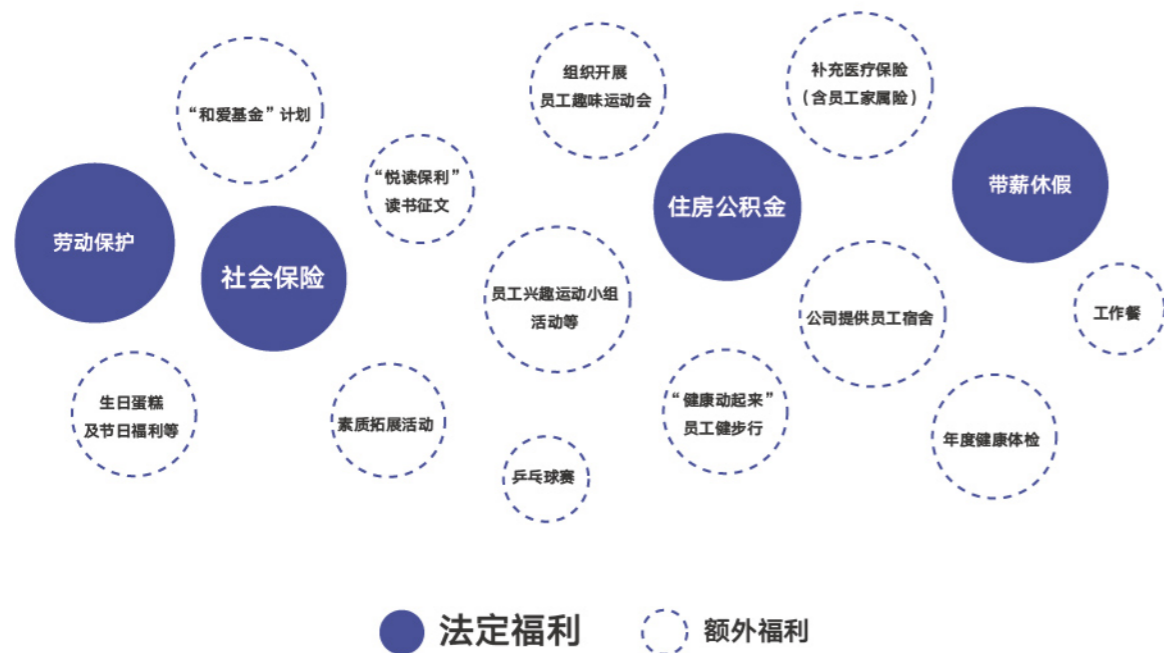 组织开展
员工趣味运动会
补充医疗保险
(含员工家属险)
“和爱基金”计划
“悦读保利”
读书征文
住房公积金
带薪休假
劳动保护
社会保险
员工兴趣运动小组
活动等
公司提供员工宿舍
工作餐
生日蛋糕
及节日福利等
素质拓展活动
“健康动起来”
员工健步行
年度健康体检
乒乓球赛
法定福利
额外福利